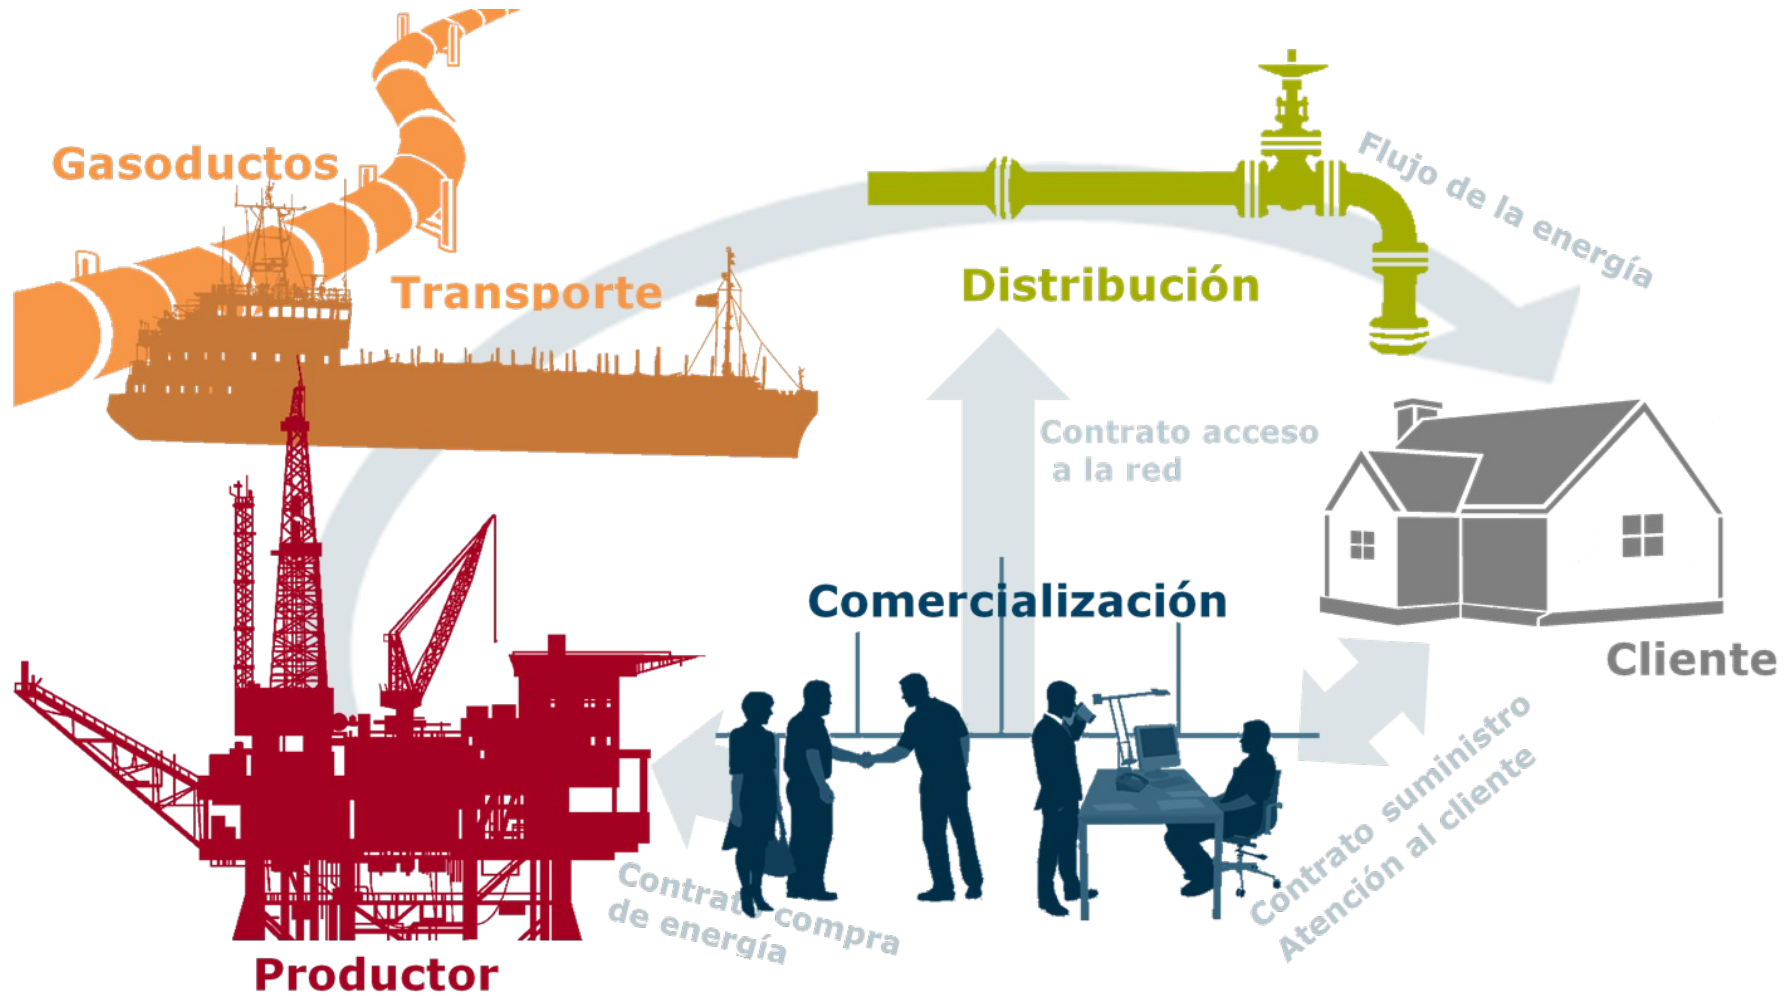 Gasoductos
Transporte
Flujo de la energía
Distribución
Contrato acceso
a la red
Comercialización
Cliente
Contrato suministro
Atención al cliente
Contrato compra
de energía
Productor